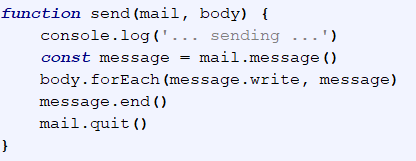 function send(mail, body) {
    console.log('... sending ...')
    const message = mail.message()
    body.forEach(message.write, message)
    message.end()
    mail.quit()
}